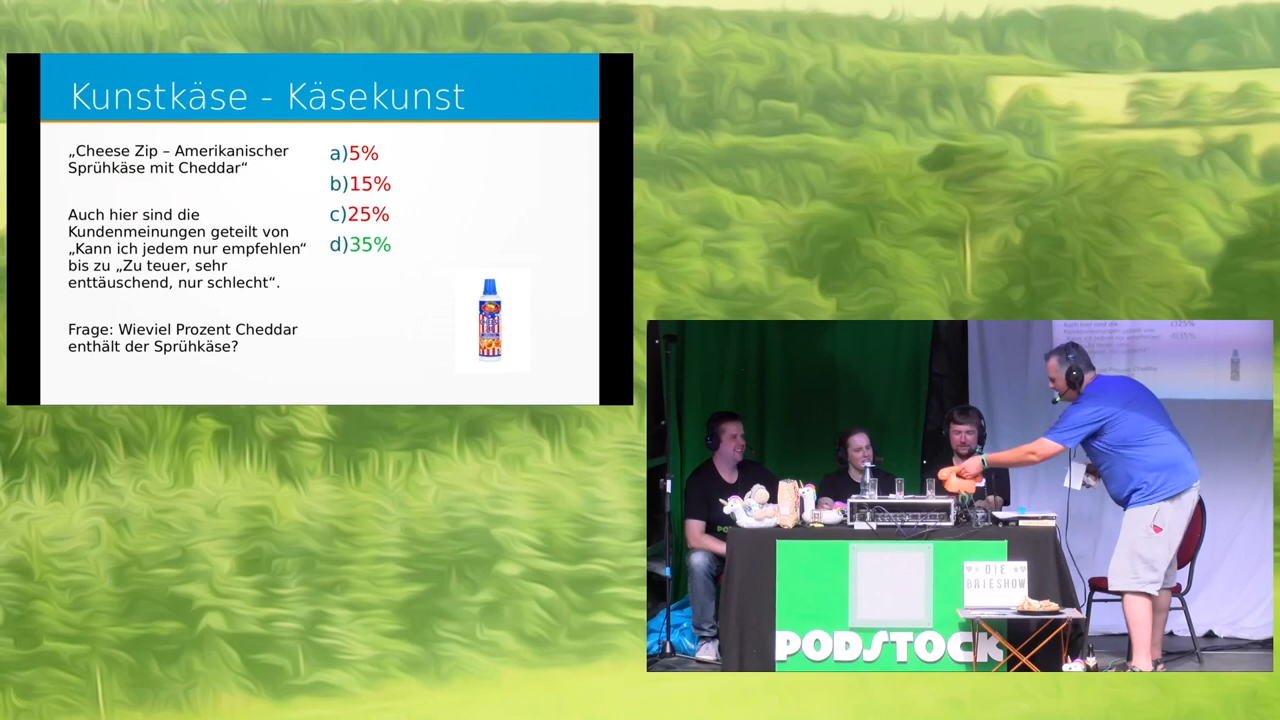 Kunstkäse - Käsekunst
„Cheese Zip – Amerikanischer
Sprühkäse mit Cheddar“
Auch hier sind die
Kundenmeinungen geteilt von
„Kann ich jedem nur empfehlen“
bis zu „Zu teuer, sehr
enttäuschend, nur schlecht“.
Frage: Wieviel Prozent Cheddar
enthält der Sprühkäse?
a)5%
b)15%
c)25%
d)35%
DIE
BRIESHOW
PODSTOCK